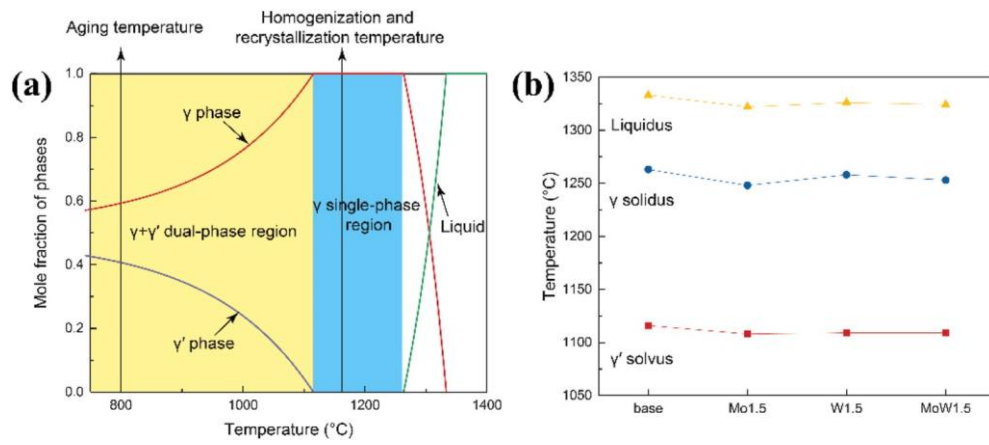 Aging temperature
Homogenization and
recrystallization temperature
(a)
1.0
0.8
0.6
0.4
0.2
0.0
Mole fraction of phases
γ phase
γ single-phase
region
Liquid
γ+γ′ dual-phase region
γ′ phase
800
1000
1200
1400
Temperature (°C)
(b)
1350
1300
1250
1200
1150
1100
1050
Temperature (°C)
Liquidus
γ solidus
γ′ solvus
base
Mo1.5
W1.5
MoW1.5